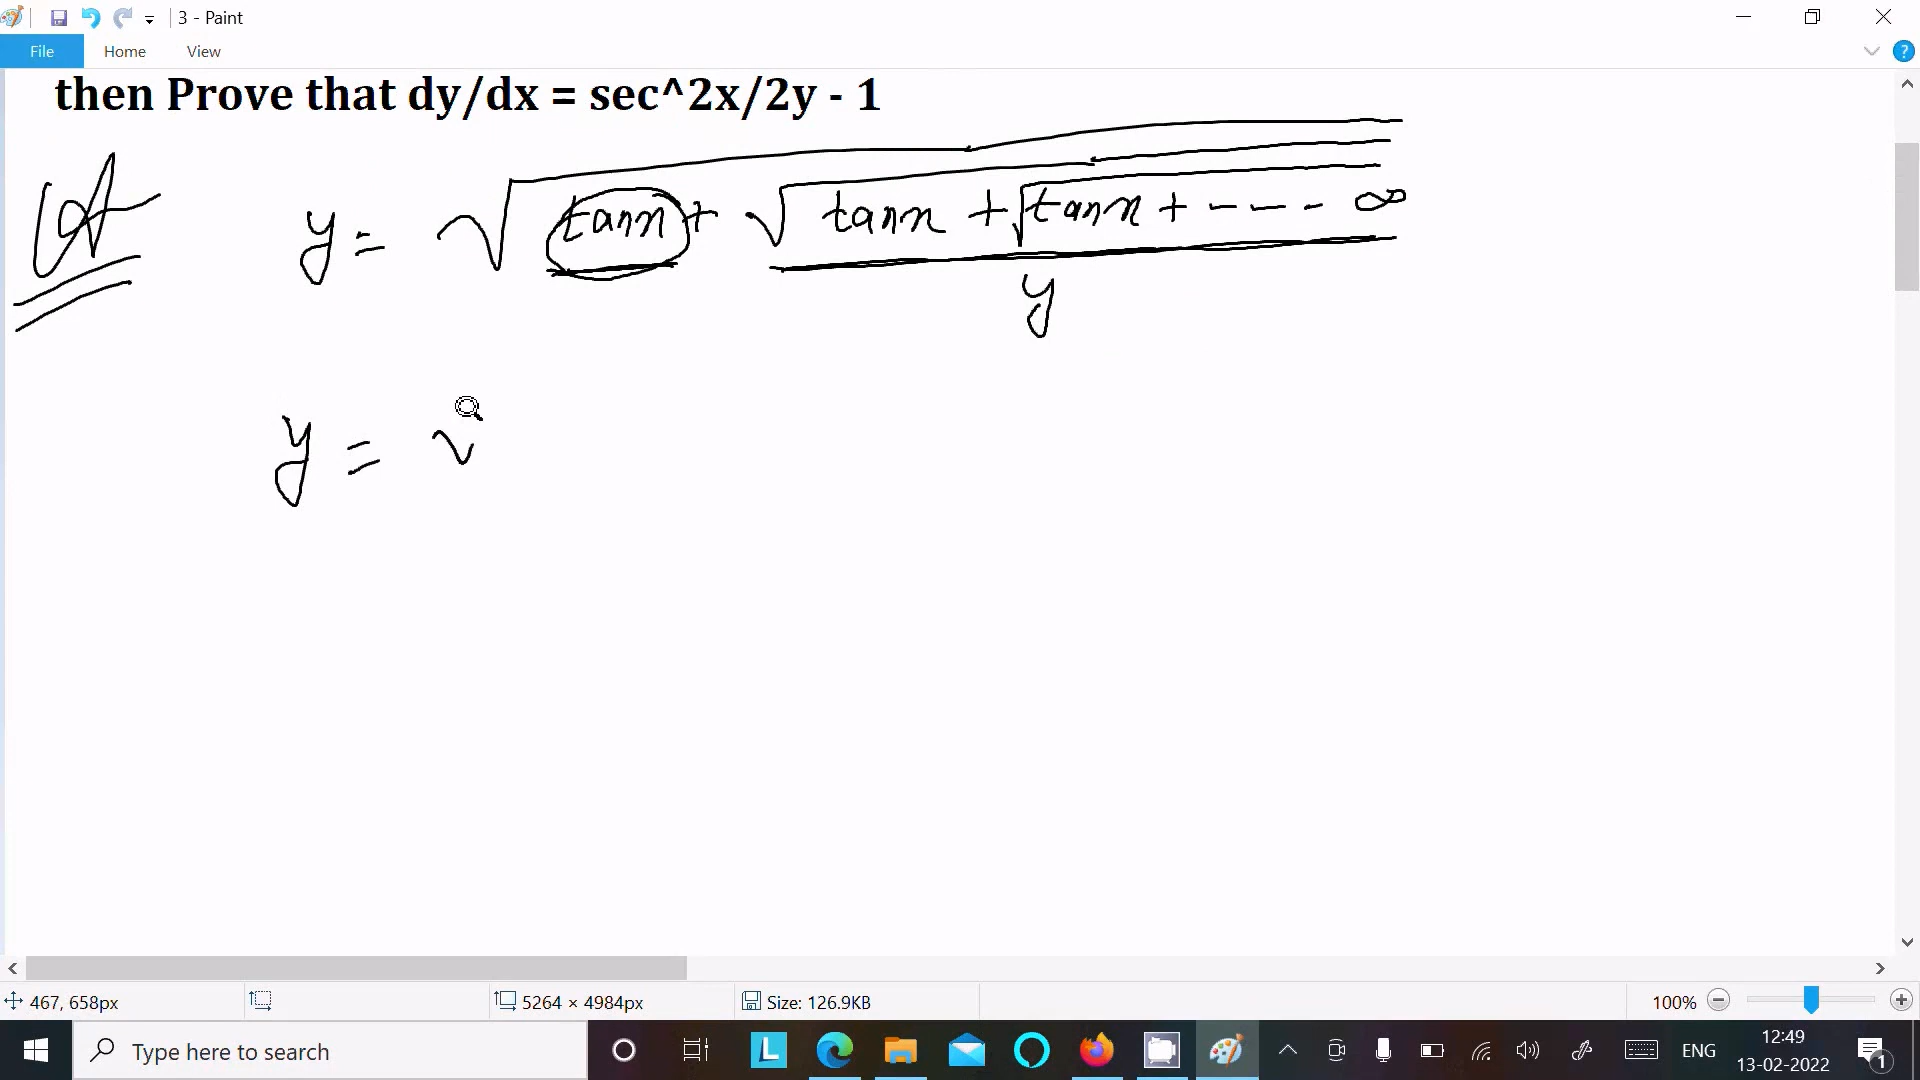 3 - Paint
File Home View
then Prove that dy/dx = sec^2x/2y - 1
y = √tanx + √tanx + √tanx + ---- ∞
y
y = √
467, 658px 5264 × 4984px Size: 126.9KB 100%
Type here to search ENG 12:49
13-02-2022 1